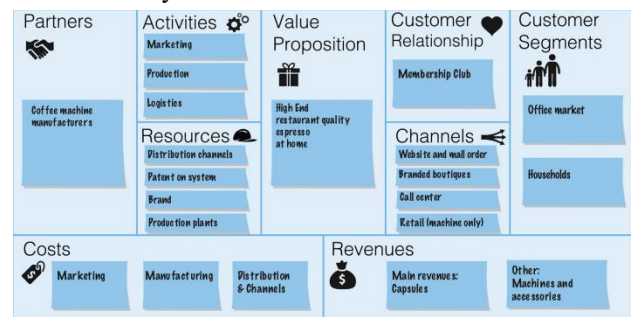 Partners
Coffee machine
manufacturers
Activities
Marketing
Production
Logistics
Resources
Distribution channels
Patent on system
Brand
Production plants
Value
Proposition
High End
restaurant quality
espresso
at home
Customer
Relationship
Membership Club
Channels
Website and mail order
Branded boutiques
Call center
Retail (machine only)
Customer
Segments
Office market
Households
Costs
Marketing
Manufacturing
Distribution
& Channels
Revenues
$
Main revenues:
Capsules
Other:
Machines and
accessories